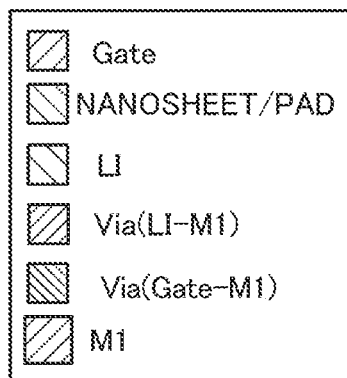 Gate
NANOSHEET/PAD
LI
Via(LI-M1)
Via(Gate-M1)
M1